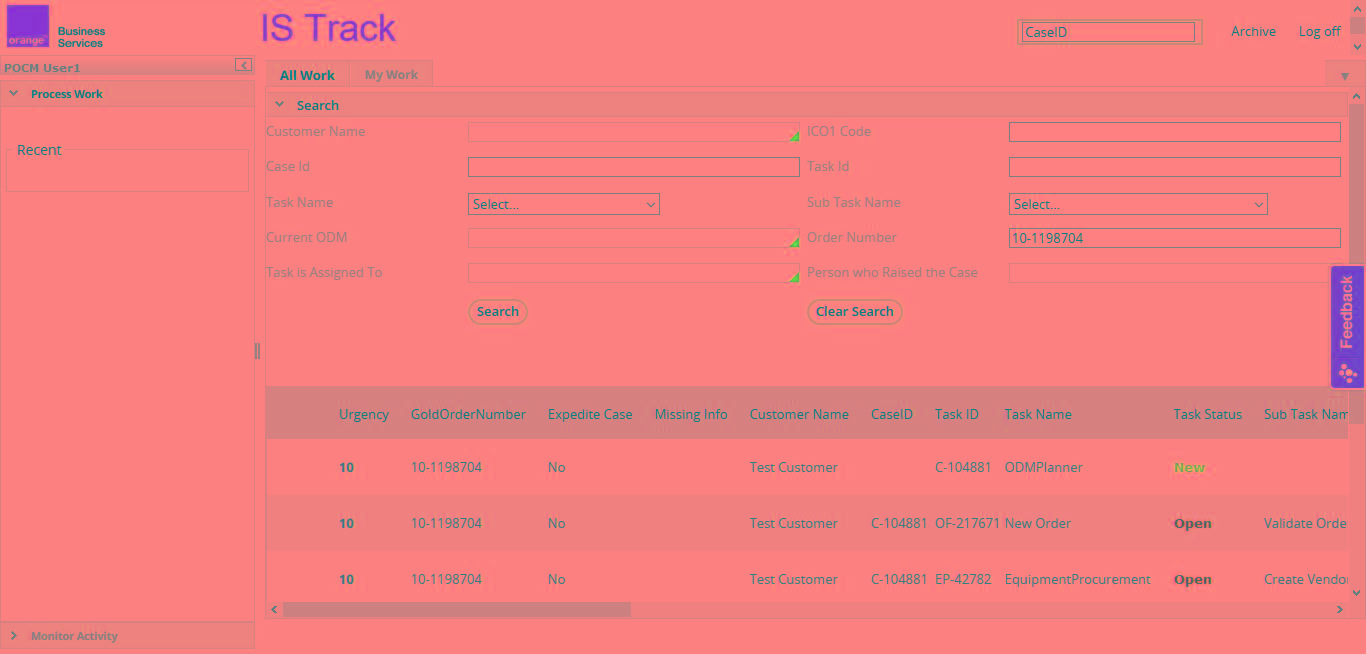 orange™
Business
Services
IS Track
CaseID
Archive
Log off
POCM User1
Process Work
Recent
Monitor Activity
All Work
My Work
Search
Customer Name
ICO1 Code
Case Id
Task Id
Task Name
Select...
Sub Task Name
Select...
Current ODM
Order Number
10-1198704
Task is Assigned To
Person who Raised the Case
Search
Clear Search
Feedback
Urgency GoldOrderNumber Expedite Case Missing Info Customer Name CaseID Task ID Task Name Task Status Sub Task Nam
10 10-1198704 No Test Customer C-104881 ODMPlanner New
10 10-1198704 No Test Customer C-104881 OF-217671 New Order Open Validate Orde
10 10-1198704 No Test Customer C-104881 EP-42782 EquipmentProcurement Open Create Vendo